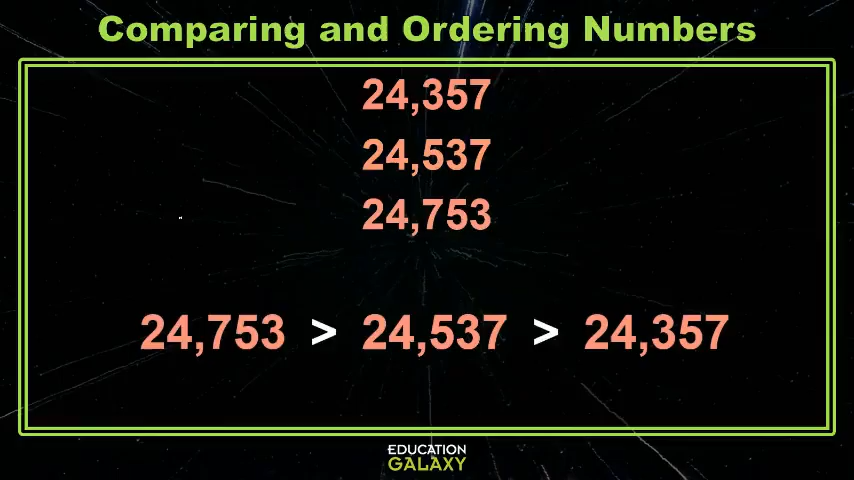 Comparing and Ordering Numbers
24,357
24,537
24,753
24,753 > 24,537 > 24,357
EDUCATION
GALAXY